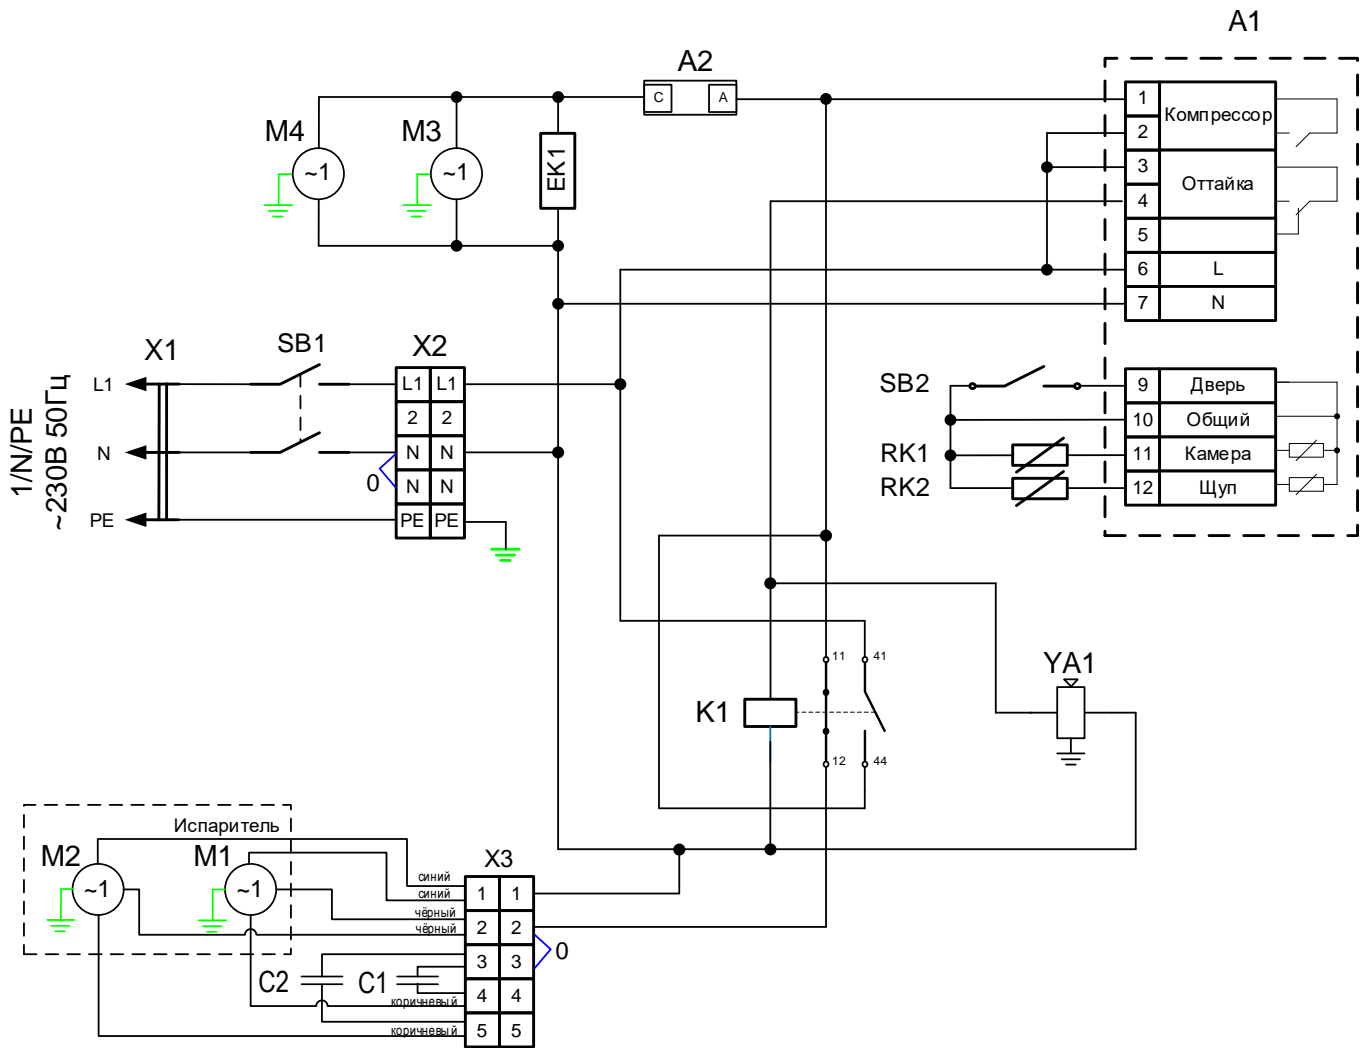 A1
A2
C
A
M4
~1
M3
~1
EK1
1
Компрессор
2
3
Оттайка
4
5
6
L
7
N
1/N/PE
~230В 50Гц
X1
SB1
X2
L1
L1
L1
2
2
N
N
N
0
N
N
PE
PE
PE
SB2
9
Дверь
10
Общий
RK1
11
Камера
RK2
12
Щуп
11
41
K1
12
44
YA1
Испаритель
M2
~1
M1
~1
X3
синий
синий
1
1
чёрный
чёрный
2
2
0
3
3
C2
C1
4
4
коричневый
коричневый
5
5